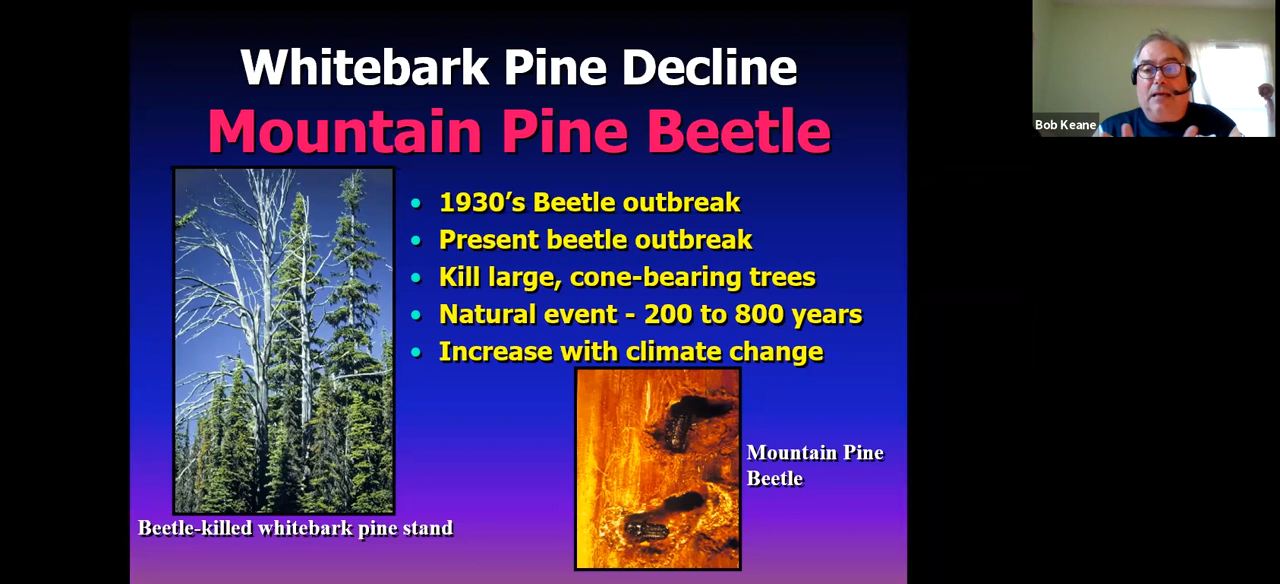 Whitebark Pine Decline
Mountain Pine Beetle
• 1930's Beetle outbreak
• Present beetle outbreak
• Kill large, cone-bearing trees
• Natural event - 200 to 800 years
• Increase with climate change
Mountain Pine
Beetle
Beetle-killed whitebark pine stand
Bob Keane